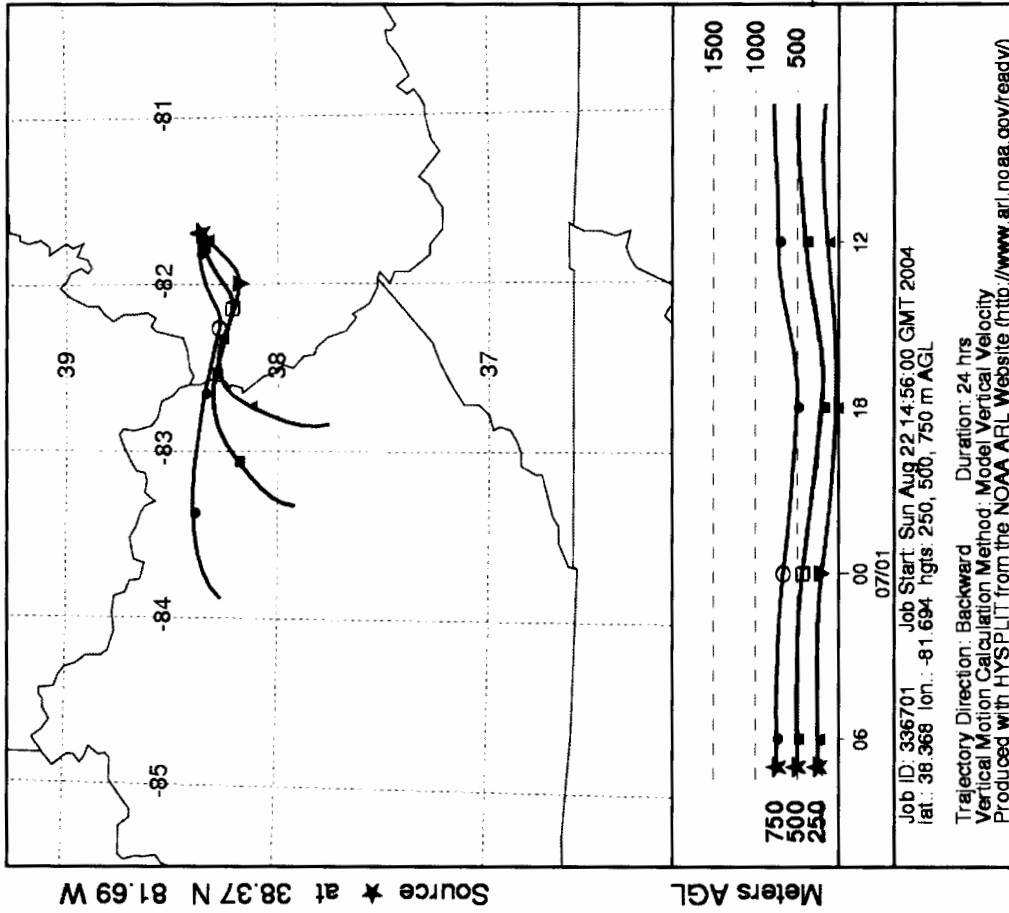 Source ★ at 38.37 N 81.69 W
39
38
37
-85
-84
-83
-82
-81
Meters AGL
1500
1000
500
750
500
250
06
00
18
12
07/01
Job ID: 336701 Job Start: Sun Aug 22 14:56:00 GMT 2004
lat.: 38.368 lon.: -81.694 hgts: 250, 500, 750 m AGL
Trajectory Direction: Backward Duration: 24 hrs
Vertical Motion Calculation Method: Model Vertical Velocity
Produced with HYSPLIT from the NOAA ARL Website (http://www.arl.noaa.gov/ready/)